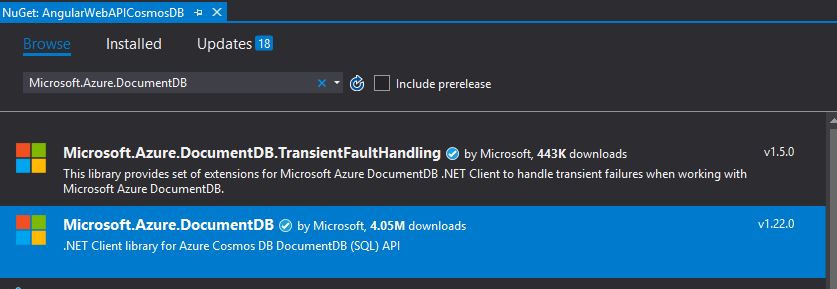 NuGet: AngularWebAPICosmosDB
Browse Installed Updates 18
Microsoft.Azure.DocumentDB Include prerelease
Microsoft.Azure.DocumentDB.TransientFaultHandling by Microsoft, 443K downloads v1.5.0
This library provides set of extensions for Microsoft Azure DocumentDB .NET Client to handle transient failures when working with
Microsoft Azure DocumentDB.
Microsoft.Azure.DocumentDB by Microsoft, 4.05M downloads v1.22.0
.NET Client library for Azure Cosmos DB DocumentDB (SQL) API